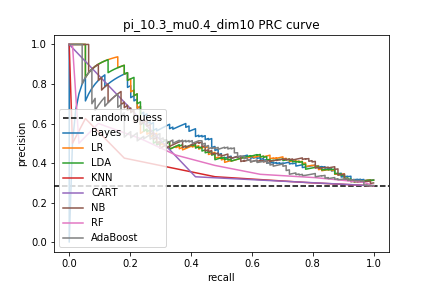 pi_10.3_mu0.4_dim10 PRC curve
1.0
0.8
0.6
0.4
0.2
0.0
precision
random guess
Bayes
LR
LDA
KNN
CART
NB
RF
AdaBoost
0.0 0.2 0.4 0.6 0.8 1.0
recall